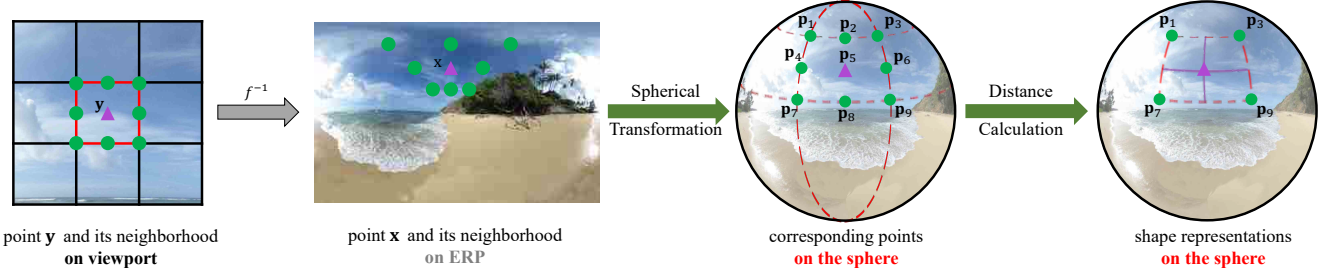 y
f⁻¹
x
Spherical
Transformation
p₁
p₂
p₃
p₄
p₅
p₆
p₇
p₈
p₉
Distance
Calculation
p₁
p₃
p₇
p₉
point y and its neighborhood
on viewport
point x and its neighborhood
on ERP
corresponding points
on the sphere
shape representations
on the sphere